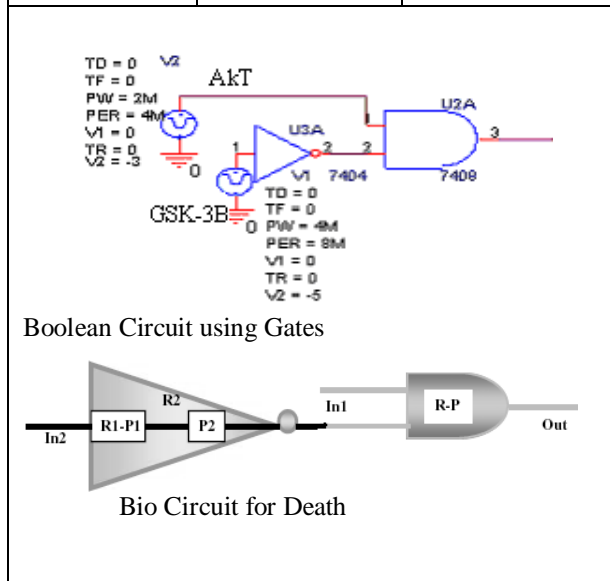 TD = 0 V2
TF = 0
PW = 2M
PER = 4M
V1 = 0
TR = 0
V2 = -3
AkT
0
GSK-3B
0
1
U3A
2
V1 7404
TD = 0
TF = 0
PW = 4M
PER = 8M
V1 = 0
TR = 0
V2 = -5
1
2
U2A
3
7408
Boolean Circuit using Gates
R2
R1-P1
P2
In2
In1
R-P
Out
Bio Circuit for Death